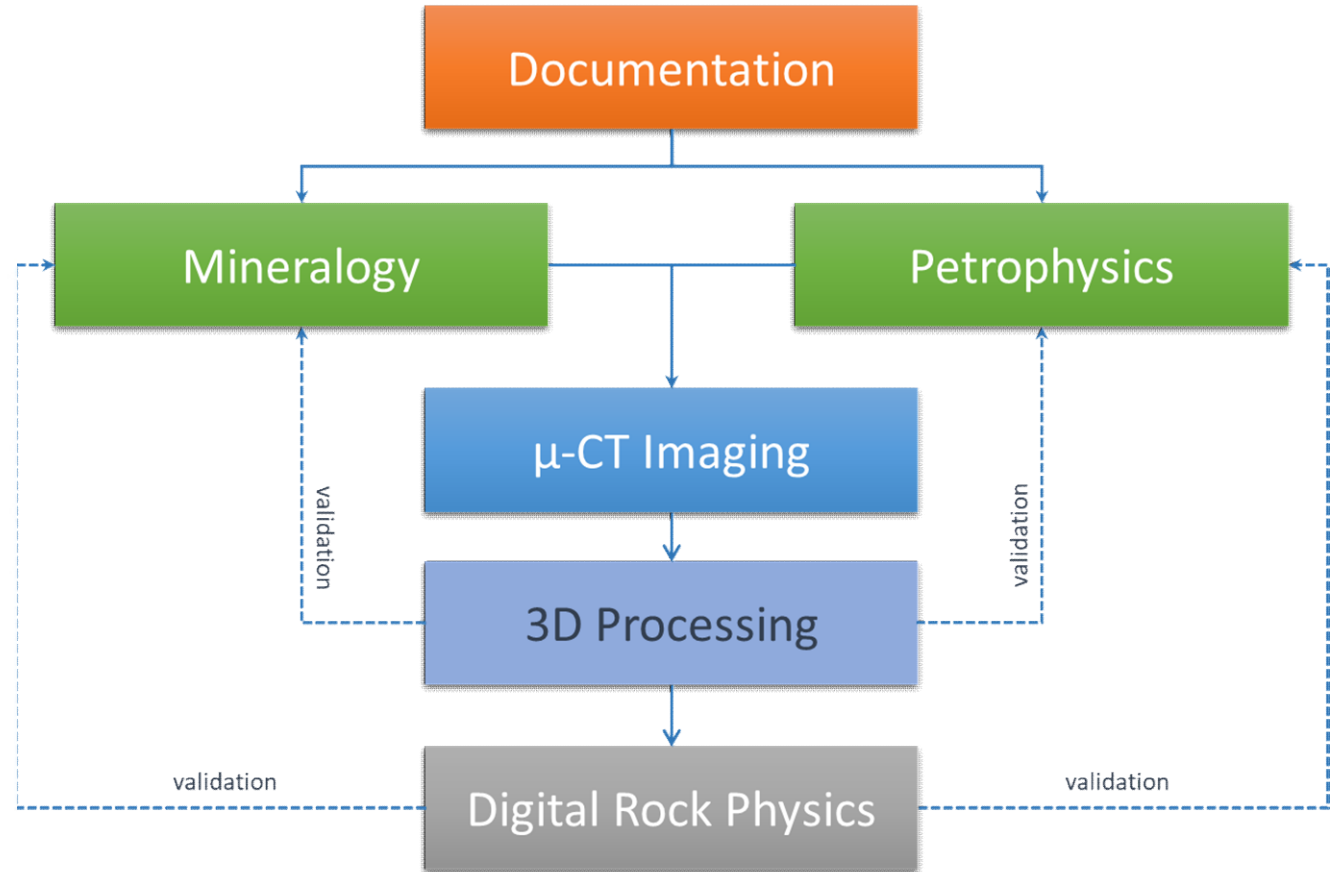 Documentation
Mineralogy
Petrophysics
μ-CT Imaging
validation
validation
3D Processing
validation
validation
Digital Rock Physics